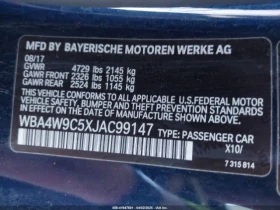 MFD BY BAYERISCHE MOTOREN WERKE AG
08/17
GVWR 4729 lbs 2145 kg
GAWR FRONT 2326 lbs 1055 kg
GAWR REAR 2524 lbs 1145 kg
THIS VEHICLE CONFORMS TO ALL APPLICABLE
U.S. FEDERAL MOTOR VEHICLE SAFETY,
BUMPER, AND THEFT PREVENTION STANDARDS
IN EFFECT ON THE DATE OF MANUFACTURE
SHOWN ABOVE.
WBA4W9C5XJAC99147
TYPE: PASSENGER CAR
X10/
7 315 814